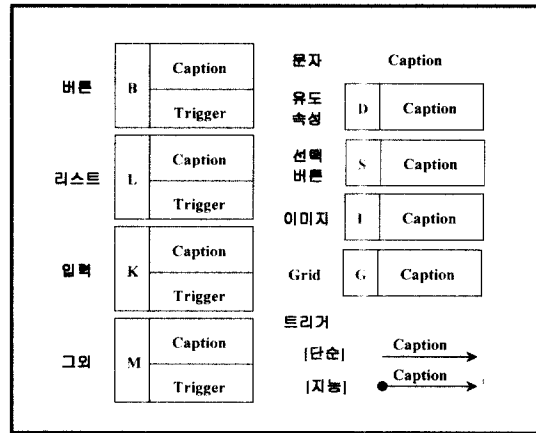 버튼
B
Caption
Trigger
리스트
L
Caption
Trigger
입력
K
Caption
Trigger
그외
M
Caption
Trigger
문자
Caption
유도
속성
D
Caption
선택
버튼
S
Caption
이미지
I
Caption
Grid
G
Caption
트리거
[단순]
Caption
[지능]
Caption